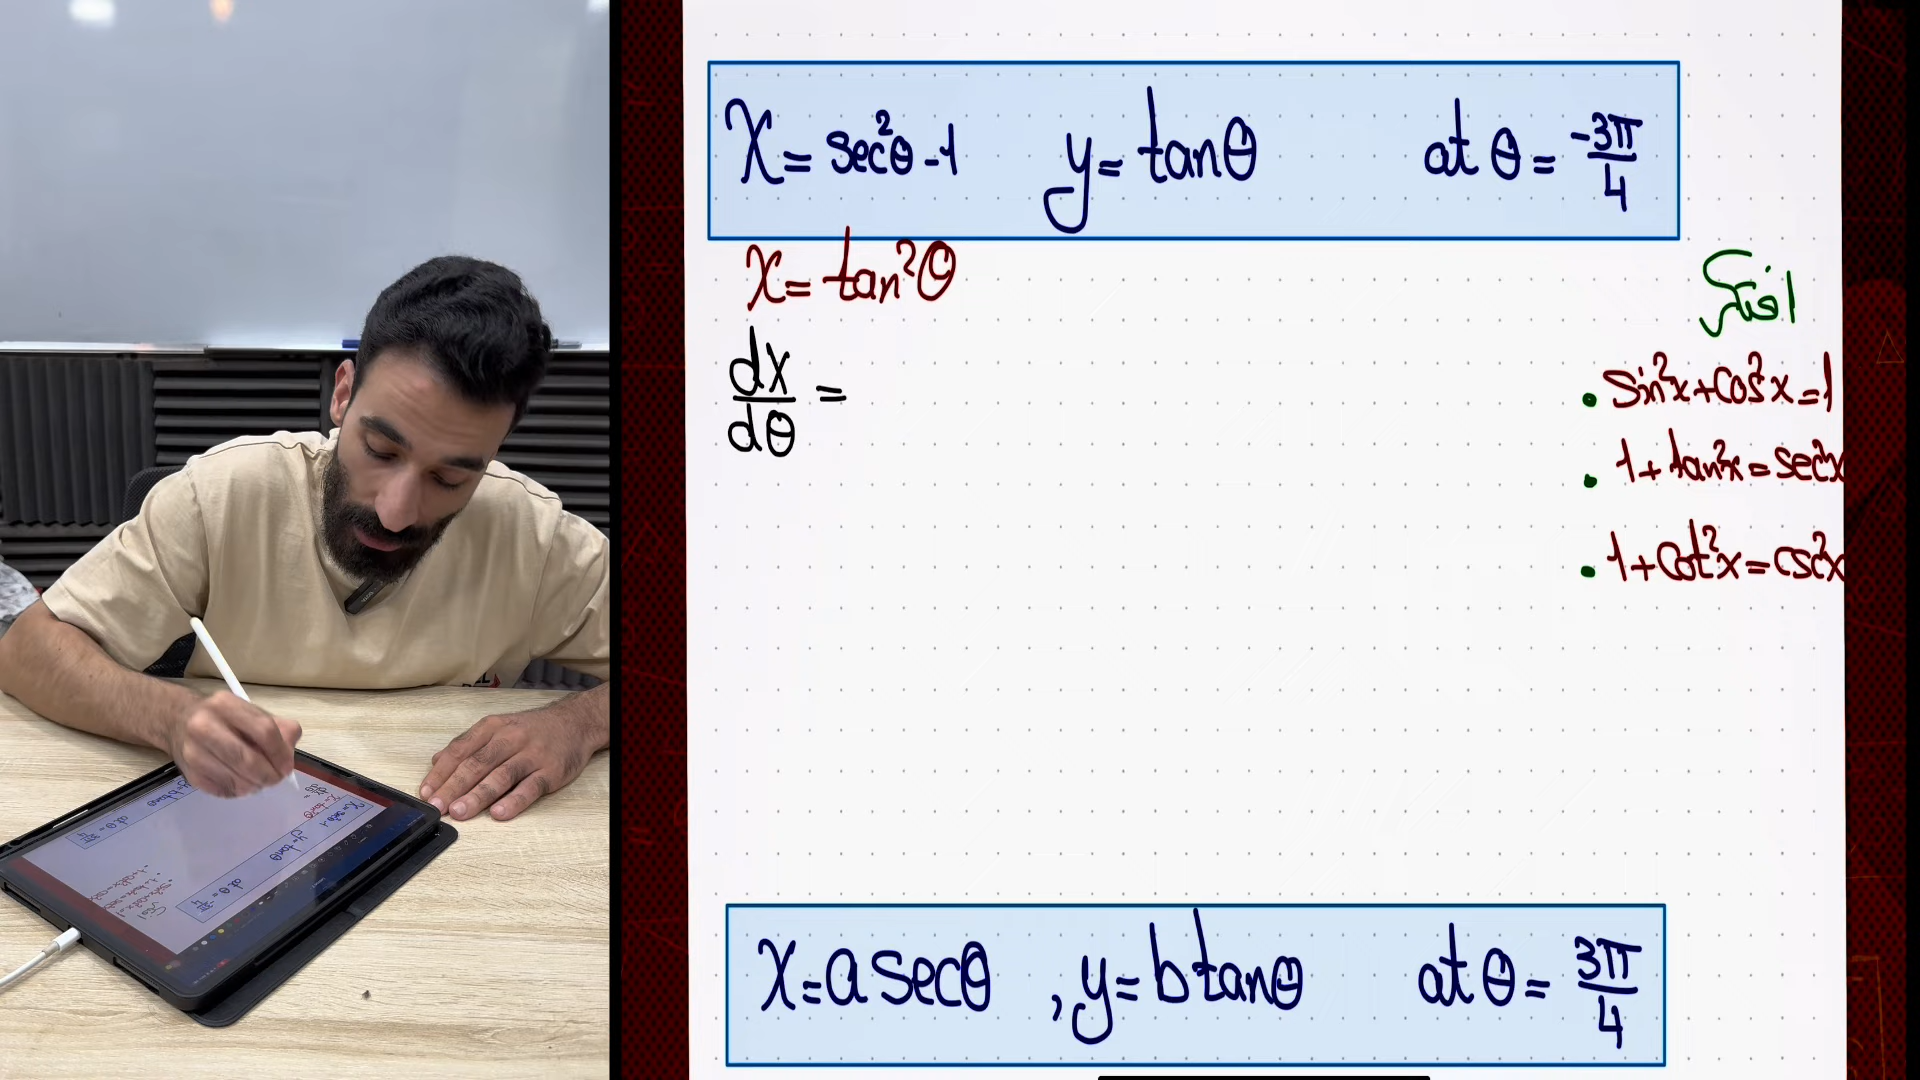 x = sec²θ - 1    y = tanθ    at θ = -3π/4
x = tan²θ
dx/dθ =
افتكر
• sin²x + cos²x = 1
• 1 + tan²x = sec²x
• 1 + cot²x = csc²x
x = a secθ , y = b tanθ    at θ = 3π/4